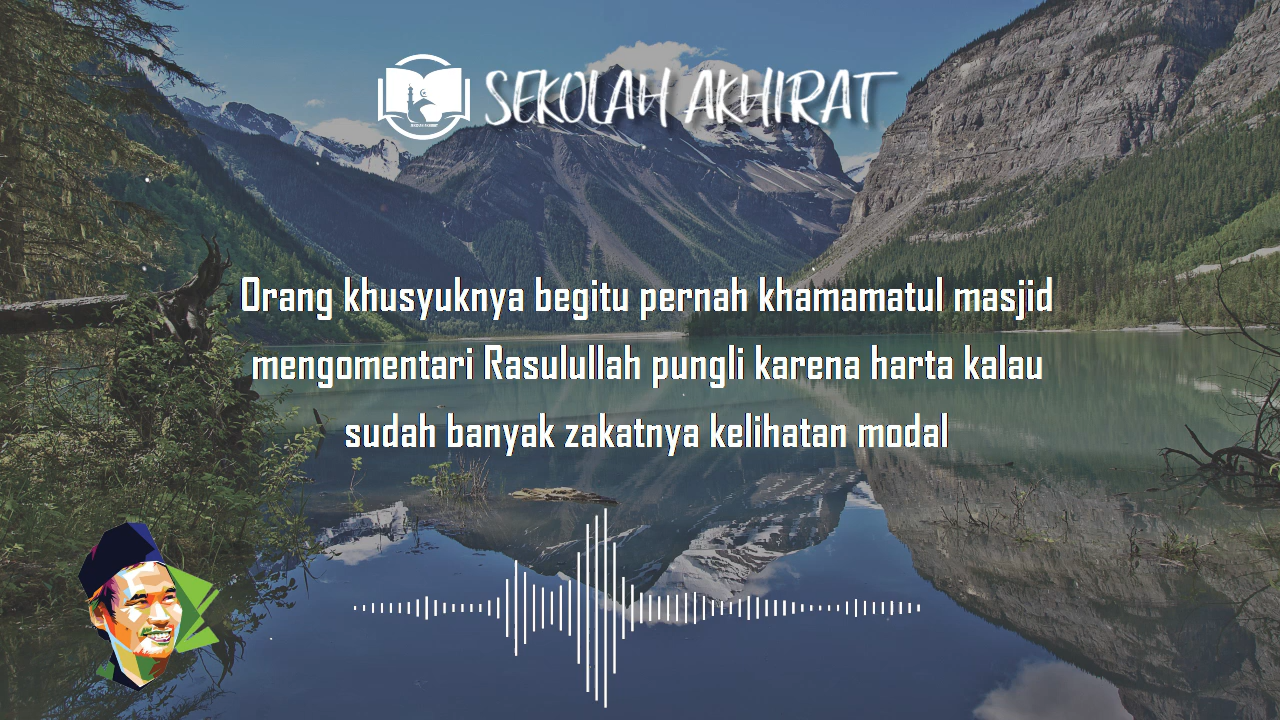 SEKOLAH AKHIRAT
Orang khusyuknya begitu pernah khamamatul masjid
mengomentari Rasulullah pungli karena harta kalau
sudah banyak zakatnya kelihatan modal